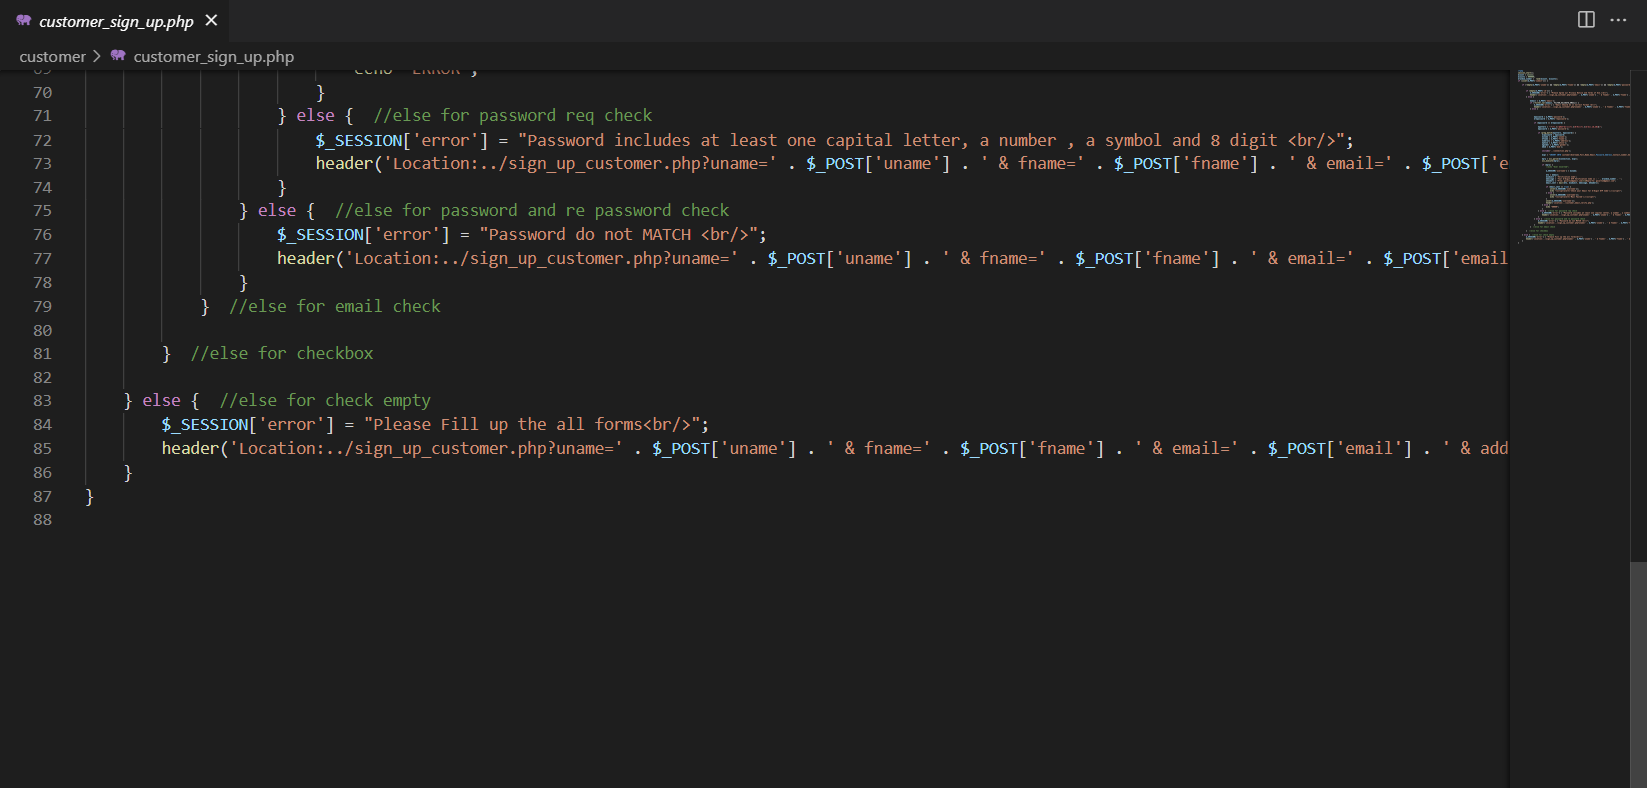 customer_sign_up.php
customer > customer_sign_up.php
69 echo "ERROR";
70 }
71 } else { //else for password req check
72 $_SESSION['error'] = "Password includes at least one capital letter, a number , a symbol and 8 digit <br/>";
73 header('Location:../sign_up_customer.php?uname=' . $_POST['uname'] . ' & fname=' . $_POST['fname'] . ' & email=' . $_POST['e
74 }
75 } else { //else for password and re password check
76 $_SESSION['error'] = "Password do not MATCH <br/>";
77 header('Location:../sign_up_customer.php?uname=' . $_POST['uname'] . ' & fname=' . $_POST['fname'] . ' & email=' . $_POST['email
78 }
79 } //else for email check
80
81 } //else for checkbox
82
83 } else { //else for check empty
84 $_SESSION['error'] = "Please Fill up the all forms<br/>";
85 header('Location:../sign_up_customer.php?uname=' . $_POST['uname'] . ' & fname=' . $_POST['fname'] . ' & email=' . $_POST['email'] . ' & add
86 }
87 }
88